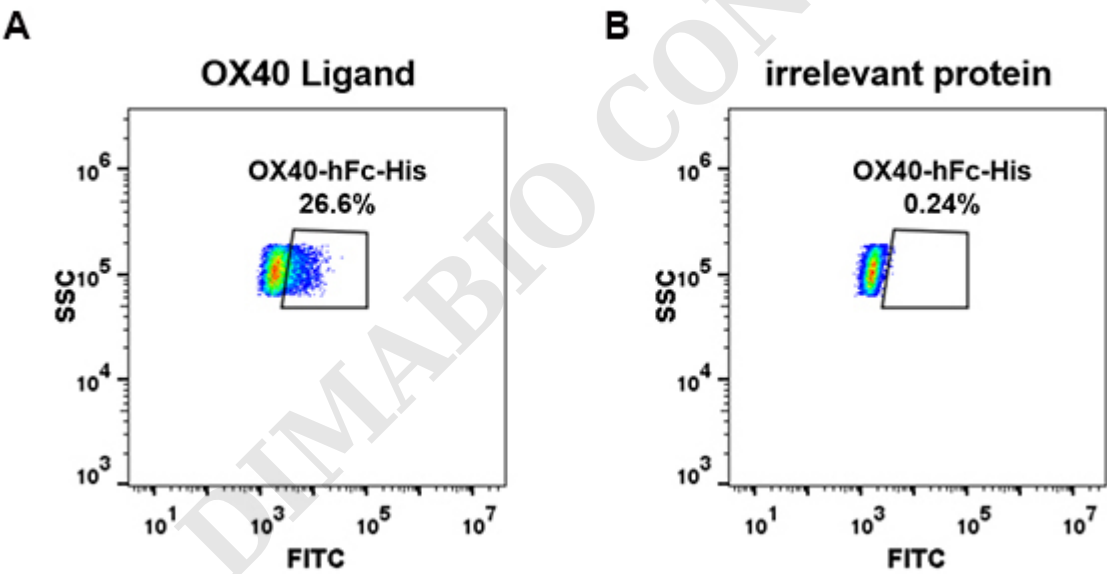 A
OX40 Ligand
OX40-hFc-His
26.6%
10^6
10^5
10^4
10^3
SSC
10^1
10^3
10^5
10^7
FITC
B
irrelevant protein
OX40-hFc-His
0.24%
10^6
10^5
10^4
10^3
SSC
10^1
10^3
10^5
10^7
FITC
DIMABIO CON